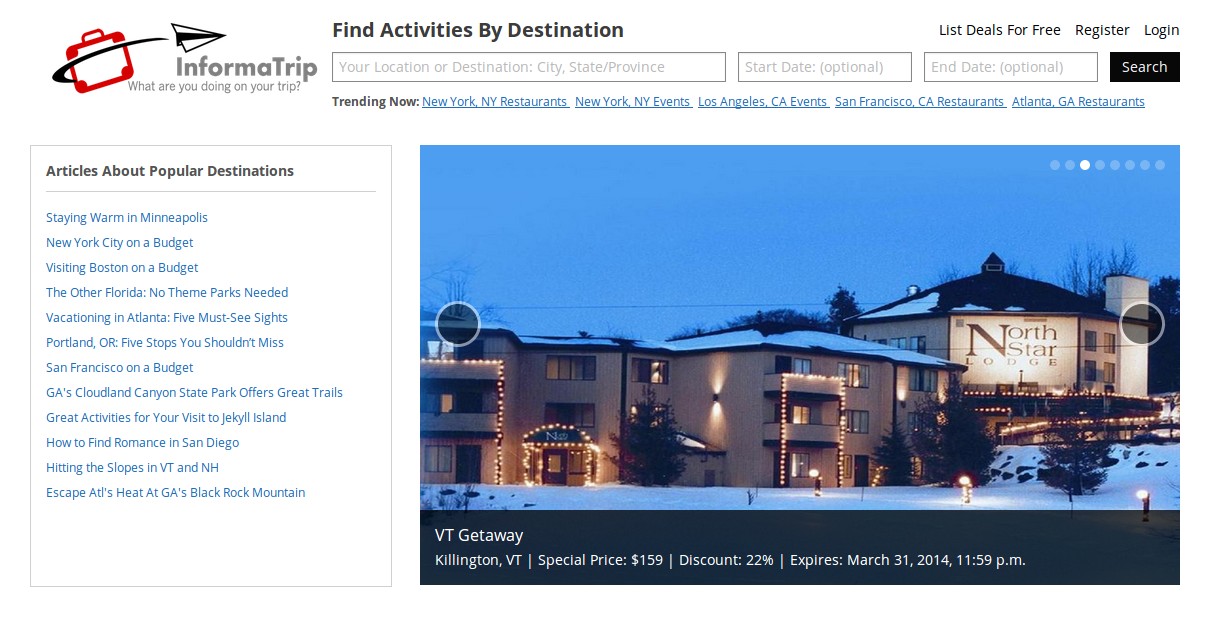 InformaTrip
What are you doing on your trip?
Find Activities By Destination
List Deals For Free Register Login
Your Location or Destination: City, State/Province Start Date: (optional) End Date: (optional) Search
Trending Now: New York, NY Restaurants New York, NY Events Los Angeles, CA Events San Francisco, CA Restaurants Atlanta, GA Restaurants
Articles About Popular Destinations
Staying Warm in Minneapolis
New York City on a Budget
Visiting Boston on a Budget
The Other Florida: No Theme Parks Needed
Vacationing in Atlanta: Five Must-See Sights
Portland, OR: Five Stops You Shouldn't Miss
San Francisco on a Budget
GA's Cloudland Canyon State Park Offers Great Trails
Great Activities for Your Visit to Jekyll Island
How to Find Romance in San Diego
Hitting the Slopes in VT and NH
Escape Atl's Heat At GA's Black Rock Mountain
North
Star
LODGE
VT Getaway
Killington, VT | Special Price: $159 | Discount: 22% | Expires: March 31, 2014, 11:59 p.m.